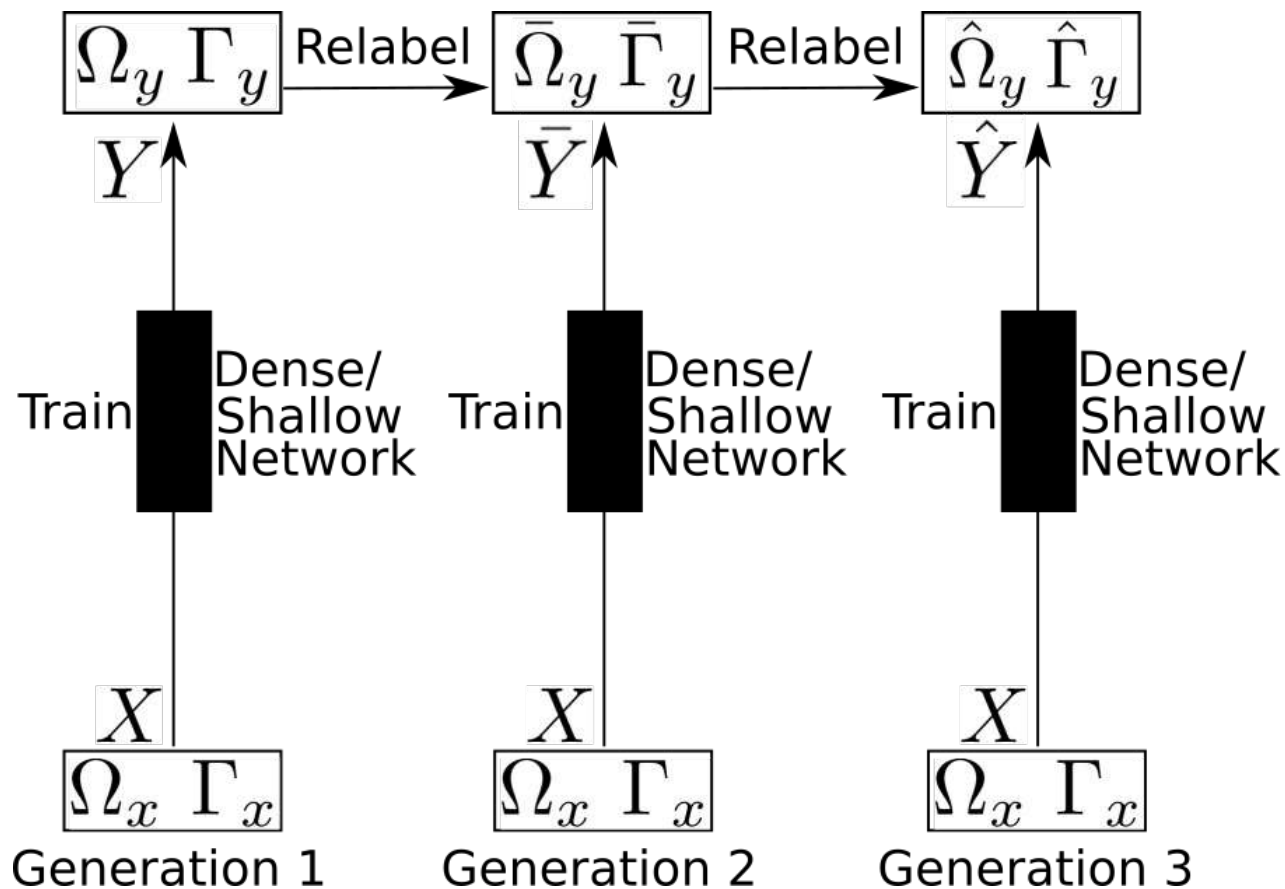 Ω_y Γ_y Relabel Ω̄_y Γ̄_y Relabel Ω̂_y Γ̂_y
Y Ȳ Ŷ
Train Dense/
Shallow
Network
Train Dense/
Shallow
Network
Train Dense/
Shallow
Network
X X X
Ω_x Γ_x Ω_x Γ_x Ω_x Γ_x
Generation 1 Generation 2 Generation 3